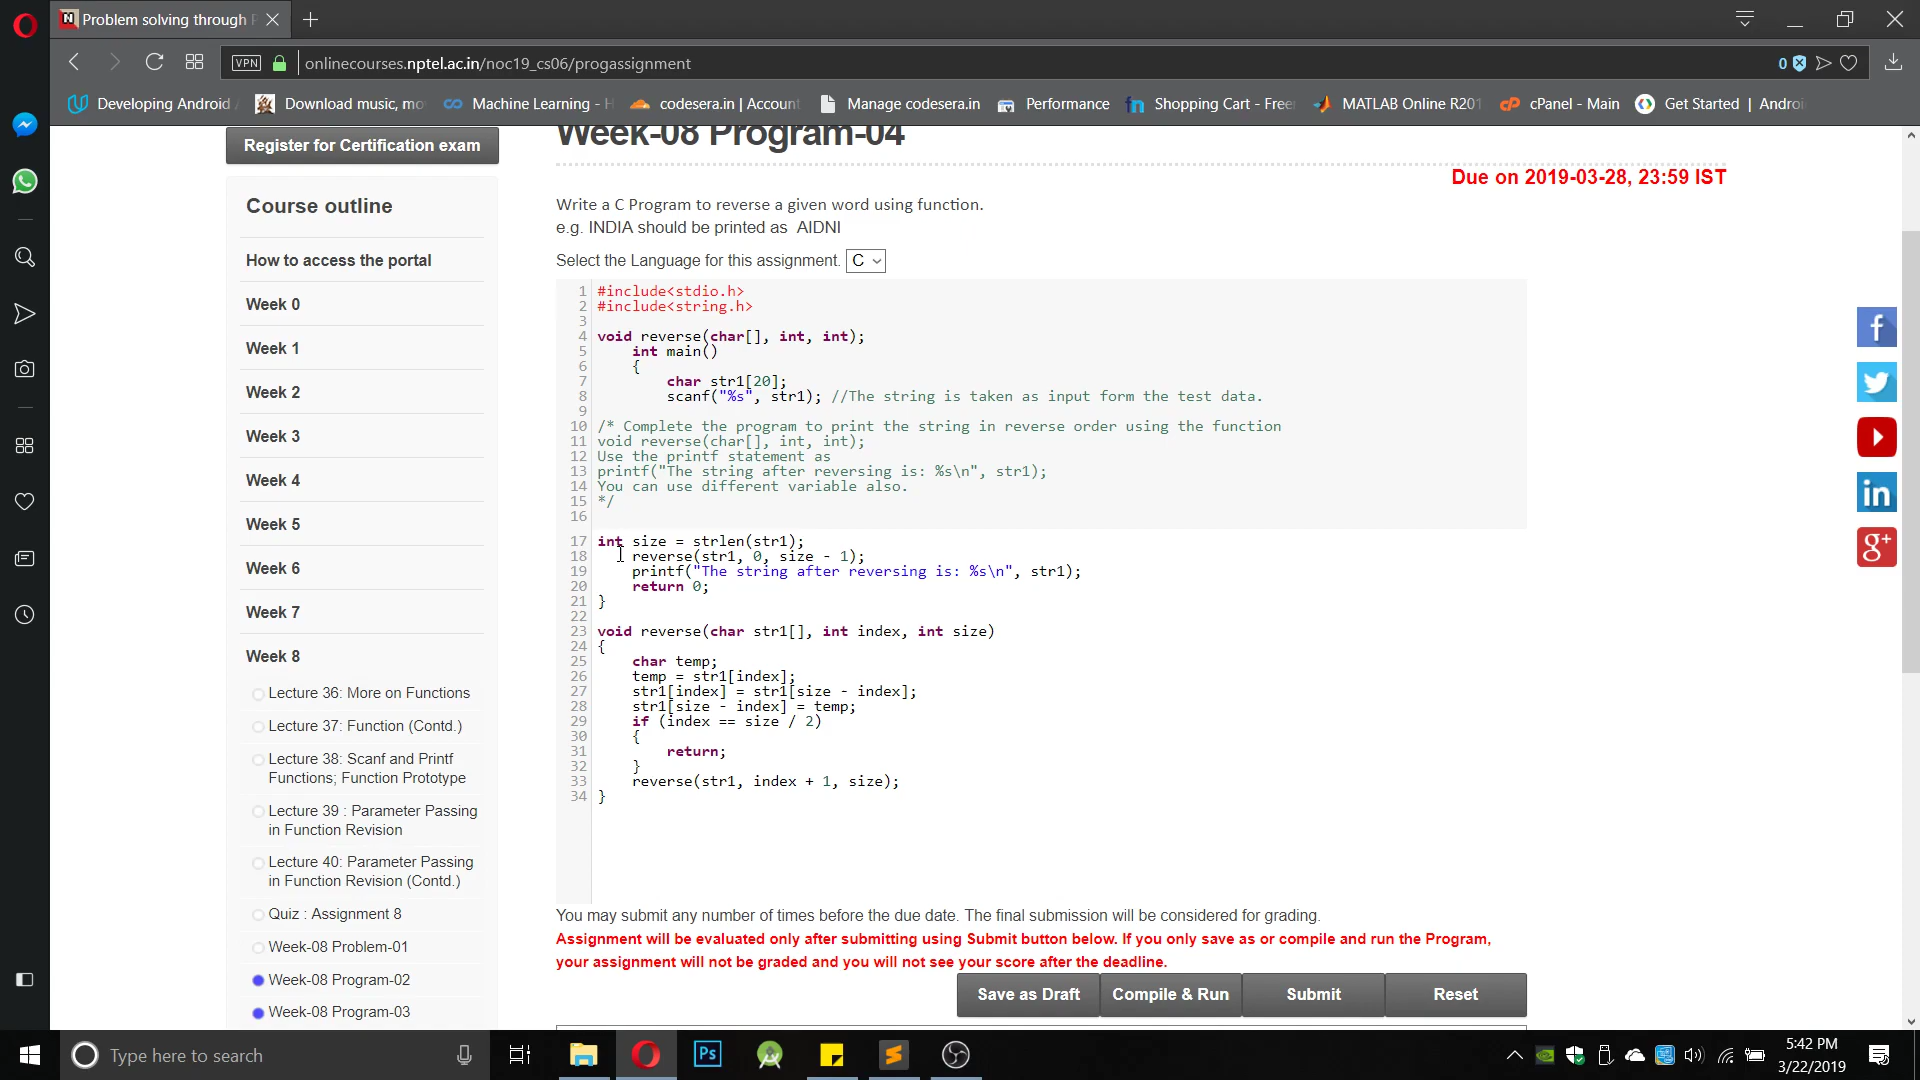 Problem solving through P
VPN
onlinecourses.nptel.ac.in/noc19_cs06/progassignment
0
Developing Android
Download music, mo
Machine Learning - H
codesera.in | Account
Manage codesera.in
Performance
Shopping Cart - Free
MATLAB Online R201
cPanel - Main
Get Started | Androi
Register for Certification exam
Course outline
How to access the portal
Week 0
Week 1
Week 2
Week 3
Week 4
Week 5
Week 6
Week 7
Week 8
Lecture 36: More on Functions
Lecture 37: Function (Contd.)
Lecture 38: Scanf and Printf
Functions; Function Prototype
Lecture 39 : Parameter Passing
in Function Revision
Lecture 40: Parameter Passing
in Function Revision (Contd.)
Quiz : Assignment 8
Week-08 Problem-01
Week-08 Program-02
Week-08 Program-03
Week-08 Program-04
Due on 2019-03-28, 23:59 IST
Write a C Program to reverse a given word using function.
e.g. INDIA should be printed as  AIDNI
Select the Language for this assignment. C
1 #include<stdio.h>
2 #include<string.h>
3
4 void reverse(char[], int, int);
5     int main()
6     {
7         char str1[20];
8         scanf("%s", str1); //The string is taken as input form the test data.
9
10 /* Complete the program to print the string in reverse order using the function
11 void reverse(char[], int, int);
12 Use the printf statement as
13 printf("The string after reversing is: %s\n", str1);
14 You can use different variable also.
15 */
16
17 int size = strlen(str1);
18     reverse(str1, 0, size - 1);
19     printf("The string after reversing is: %s\n", str1);
20     return 0;
21 }
22
23 void reverse(char str1[], int index, int size)
24 {
25     char temp;
26     temp = str1[index];
27     str1[index] = str1[size - index];
28     str1[size - index] = temp;
29     if (index == size / 2)
30     {
31         return;
32     }
33     reverse(str1, index + 1, size);
34 }
You may submit any number of times before the due date. The final submission will be considered for grading.
Assignment will be evaluated only after submitting using Submit button below. If you only save as or compile and run the Program,
your assignment will not be graded and you will not see your score after the deadline.
Save as Draft
Compile & Run
Submit
Reset
f
in
g+
Type here to search
Ps
5:42 PM
3/22/2019